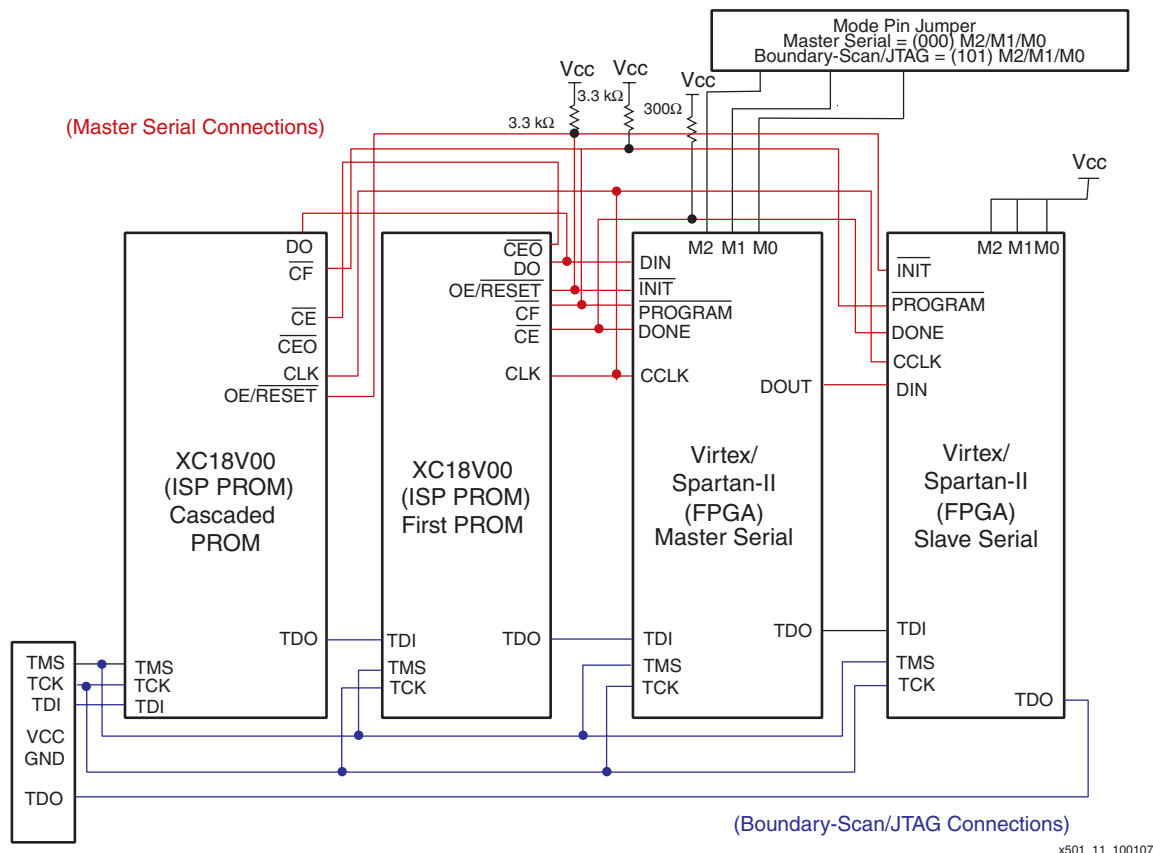 Mode Pin Jumper
Master Serial = (000) M2/M1/M0
Boundary-Scan/JTAG = (101) M2/M1/M0
Vcc
Vcc
Vcc
3.3 kΩ
3.3 kΩ
300Ω
(Master Serial Connections)
Vcc
DO
CF
CE
CEO
CLK
OE/RESET
XC18V00
(ISP PROM)
Cascaded
PROM
TDO
TMS
TCK
TDI
CEO
DO
OE/RESET
CF
CE
CLK
XC18V00
(ISP PROM)
First PROM
TDO
TDI
TMS
TCK
M2 M1 M0
DIN
INIT
PROGRAM
DONE
CCLK
DOUT
Virtex/
Spartan-II
(FPGA)
Master Serial
TDO
TDI
TMS
TCK
M2 M1 M0
INIT
PROGRAM
DONE
CCLK
DIN
Virtex/
Spartan-II
(FPGA)
Slave Serial
TDI
TMS
TCK
TDO
TMS
TCK
TDI
VCC
GND
TDO
(Boundary-Scan/JTAG Connections)
x501_11_100107